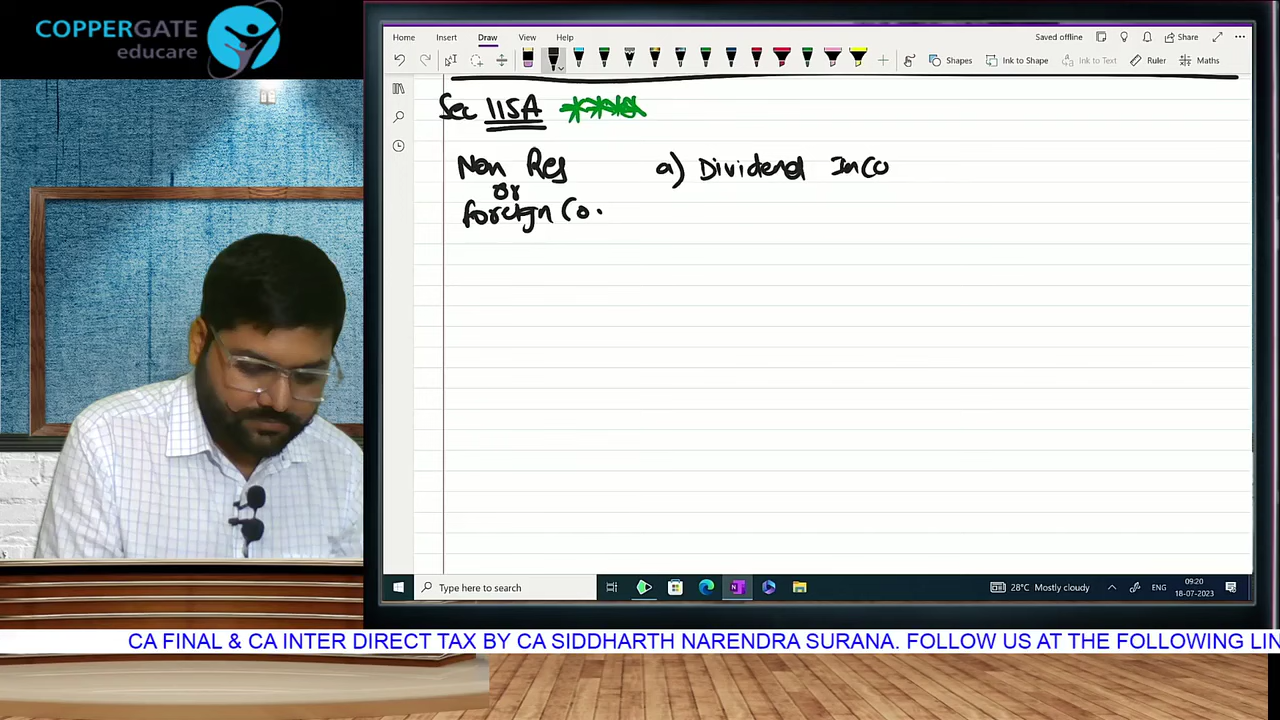 COPPERGATE
educare
Home Insert Draw View Help
Saved offline Share
Shapes Ink to Shape Ink to Text Ruler Maths
Sec 115A
Non Res a) Dividend Inco
or
Foreign Co.
Type here to search
28°C Mostly cloudy ENG 09:20
18-07-2023
CA FINAL & CA INTER DIRECT TAX BY CA SIDDHARTH NARENDRA SURANA. FOLLOW US AT THE FOLLOWING LIN